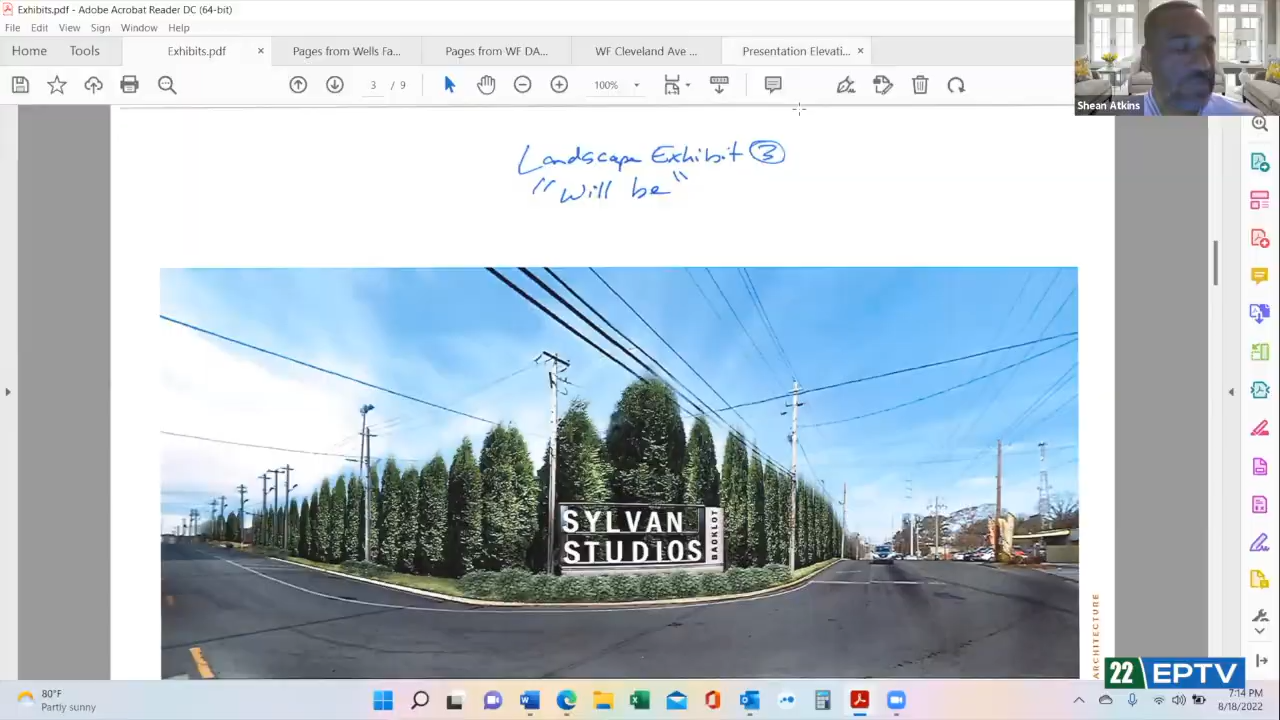 Exhibits.pdf - Adobe Acrobat Reader DC (64-bit)
File Edit View Sign Window Help
Home Tools Exhibits.pdf × Pages from Wells Fa... Pages from WF DA... WF Cleveland Ave ... Presentation Elevati... ×
3 / 9 100%
Shean Atkins
Landscape Exhibit 3
"Will be"
SYLVAN
STUDIOS
BACKLOT
ARCHITECTURE
22 EPTV
80°F
Partly sunny
7:14 PM
8/18/2022